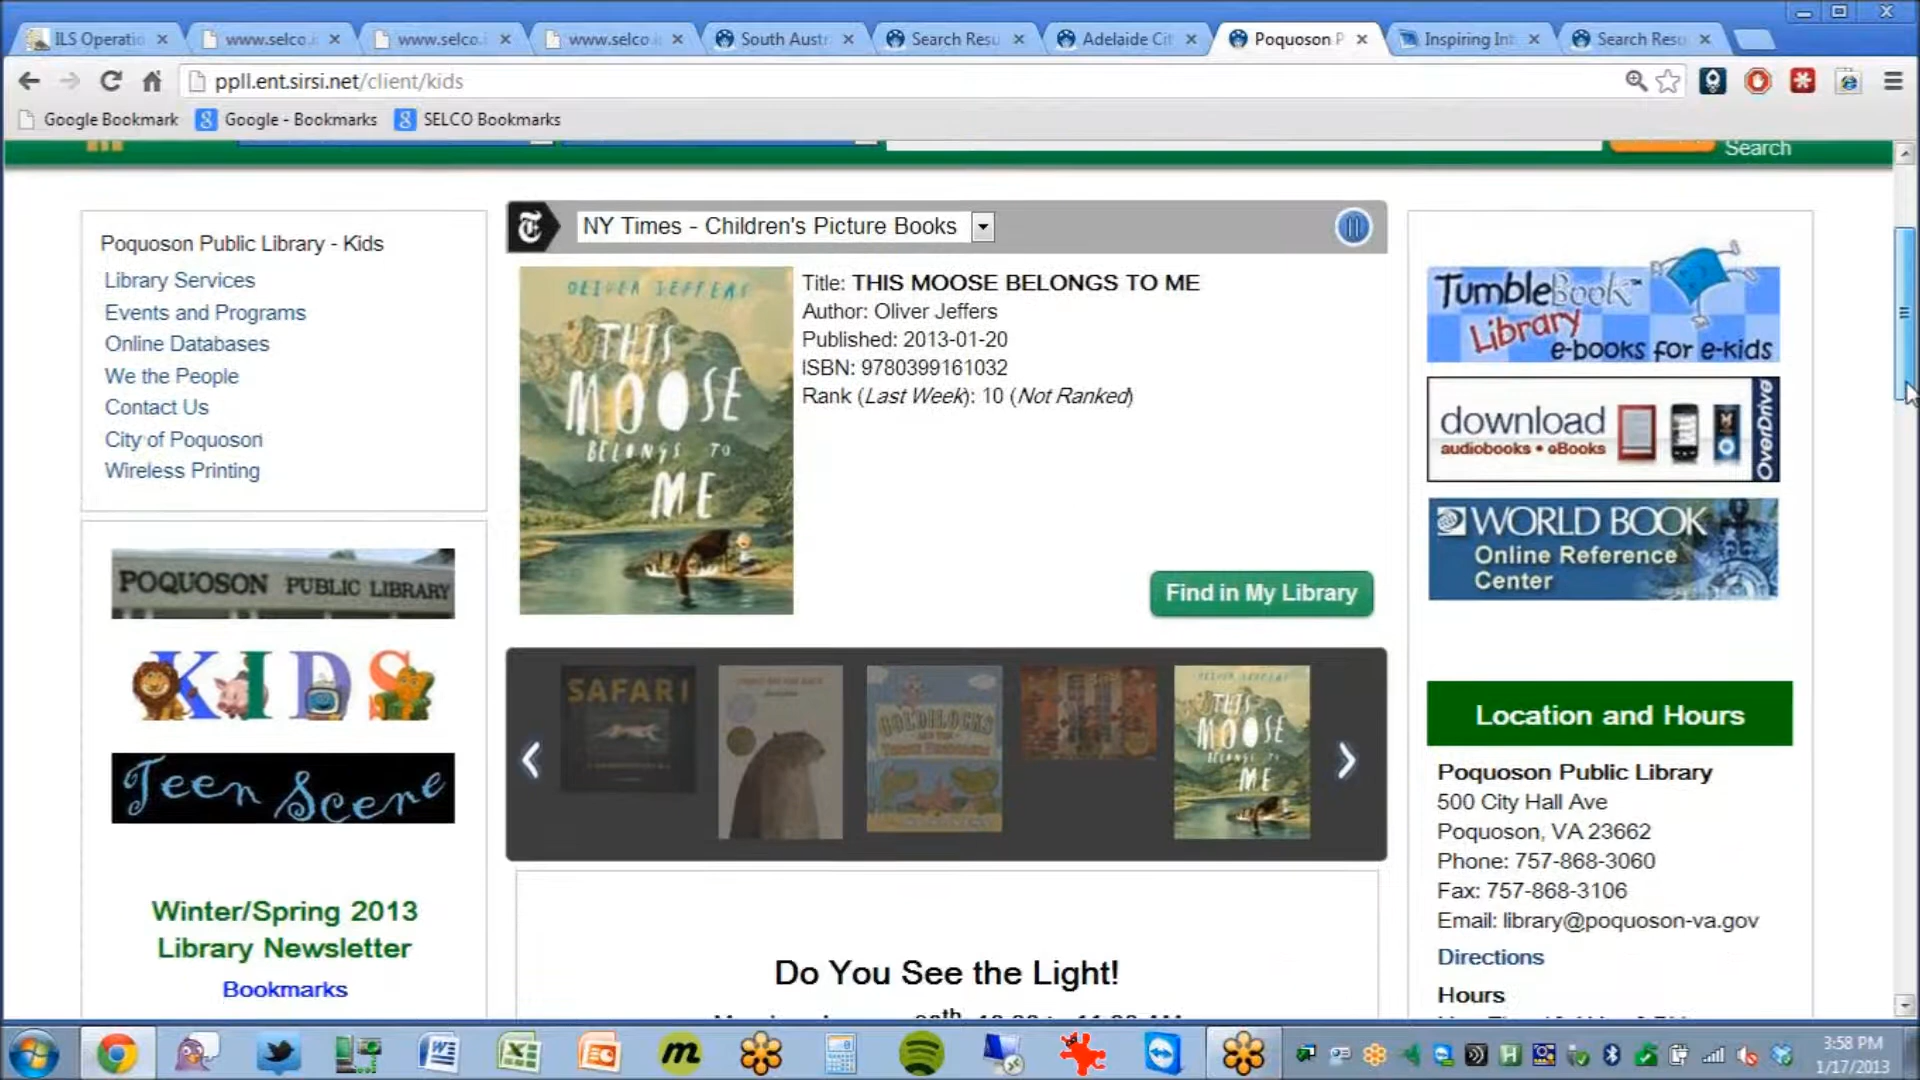 ILS Operatio
www.selco.i
www.selco.i
www.selco.i
South Austr
Search Resu
Adelaide Cit
Poquoson P
Inspiring Int
Search Resu
ppll.ent.sirsi.net/client/kids
Google Bookmark
Google - Bookmarks
SELCO Bookmarks
Search
Poquoson Public Library - Kids
Library Services
Events and Programs
Online Databases
We the People
Contact Us
City of Poquoson
Wireless Printing
POQUOSON PUBLIC LIBRARY
KIDS
Teen Scene
Winter/Spring 2013
Library Newsletter
Bookmarks
NY Times - Children's Picture Books
OLIVER JEFFERS
THIS
MOOSE
BELONGS TO
ME
Title: THIS MOOSE BELONGS TO ME
Author: Oliver Jeffers
Published: 2013-01-20
ISBN: 9780399161032
Rank (Last Week): 10 (Not Ranked)
Find in My Library
SAFARI
GOLDILOCKS
OLIVER JEFFERS
THIS
MOOSE
BELONGS TO
ME
Do You See the Light!
TumbleBook™
Library
e-books for e-kids
download
audiobooks • eBooks
OverDrive
WORLD BOOK
Online Reference
Center
Location and Hours
Poquoson Public Library
500 City Hall Ave
Poquoson, VA 23662
Phone: 757-868-3060
Fax: 757-868-3106
Email: library@poquoson-va.gov
Directions
Hours
3:58 PM
1/17/2013